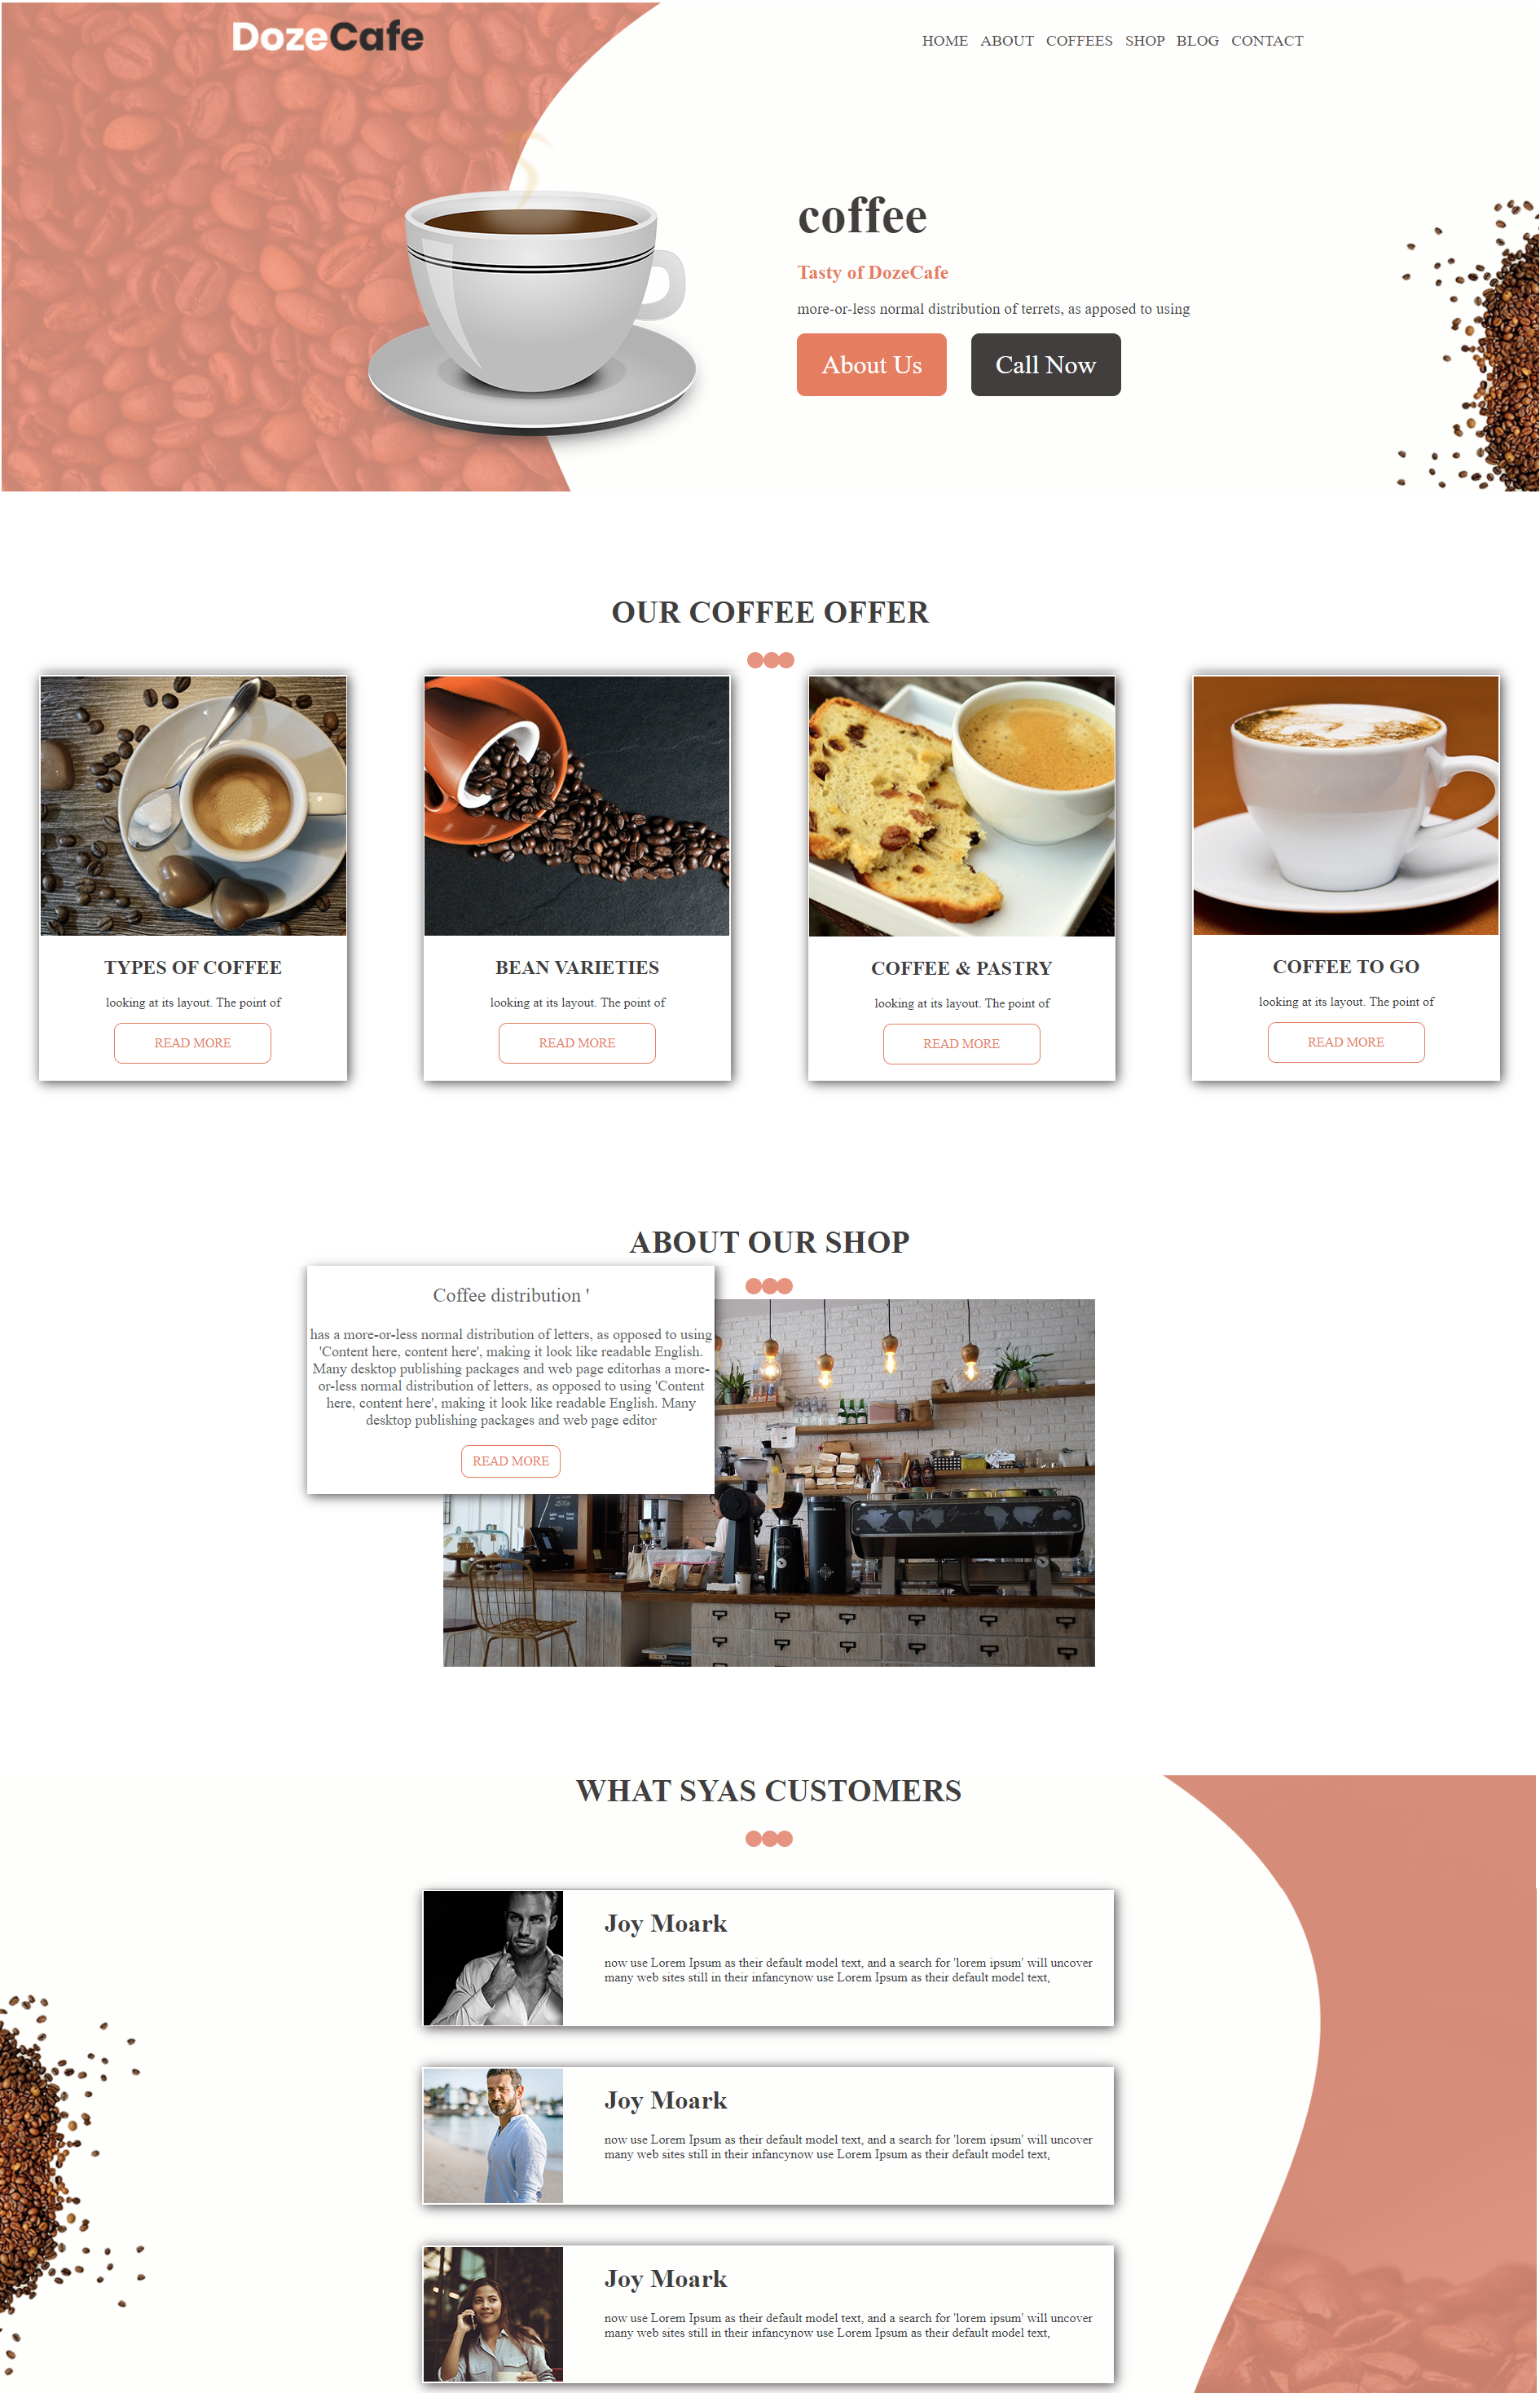 DozeCafe
HOME ABOUT COFFEES SHOP BLOG CONTACT
coffee
Tasty of DozeCafe
more-or-less normal distribution of terrets, as apposed to using
About Us
Call Now
OUR COFFEE OFFER
TYPES OF COFFEE
looking at its layout. The point of
READ MORE
BEAN VARIETIES
looking at its layout. The point of
READ MORE
COFFEE & PASTRY
looking at its layout. The point of
READ MORE
COFFEE TO GO
looking at its layout. The point of
READ MORE
ABOUT OUR SHOP
Coffee distribution '
has a more-or-less normal distribution of letters, as opposed to using
'Content here, content here', making it look like readable English.
Many desktop publishing packages and web page editorhas a more-
or-less normal distribution of letters, as opposed to using 'Content
here, content here', making it look like readable English. Many
desktop publishing packages and web page editor
READ MORE
WHAT SYAS CUSTOMERS
Joy Moark
now use Lorem Ipsum as their default model text, and a search for 'lorem ipsum' will uncover
many web sites still in their infancynow use Lorem Ipsum as their default model text,
Joy Moark
now use Lorem Ipsum as their default model text, and a search for 'lorem ipsum' will uncover
many web sites still in their infancynow use Lorem Ipsum as their default model text,
Joy Moark
now use Lorem Ipsum as their default model text, and a search for 'lorem ipsum' will uncover
many web sites still in their infancynow use Lorem Ipsum as their default model text,